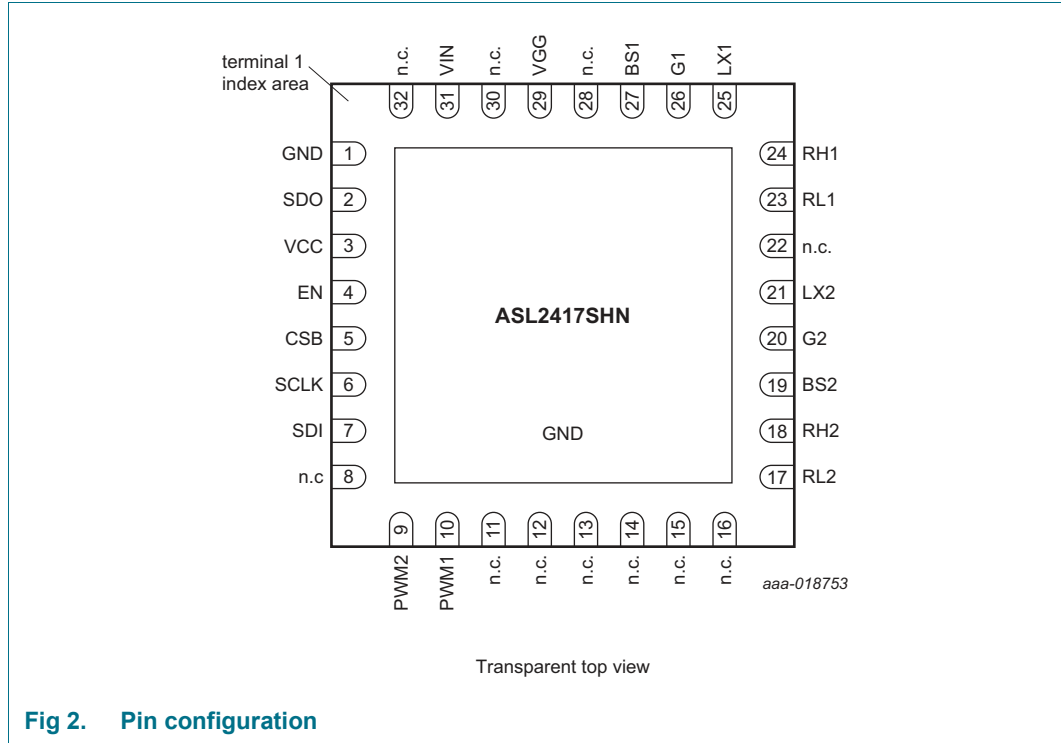 terminal 1
index area
n.c.
VIN
n.c.
VGG
n.c.
BS1
G1
LX1
32
31
30
29
28
27
26
25
GND 1
SDO 2
VCC 3
EN 4
CSB 5
SCLK 6
SDI 7
n.c 8
24 RH1
23 RL1
22 n.c.
21 LX2
20 G2
19 BS2
18 RH2
17 RL2
ASL2417SHN
GND
9
10
11
12
13
14
15
16
PWM2
PWM1
n.c.
n.c.
n.c.
n.c.
n.c.
n.c.
aaa-018753
Transparent top view
Fig 2. Pin configuration